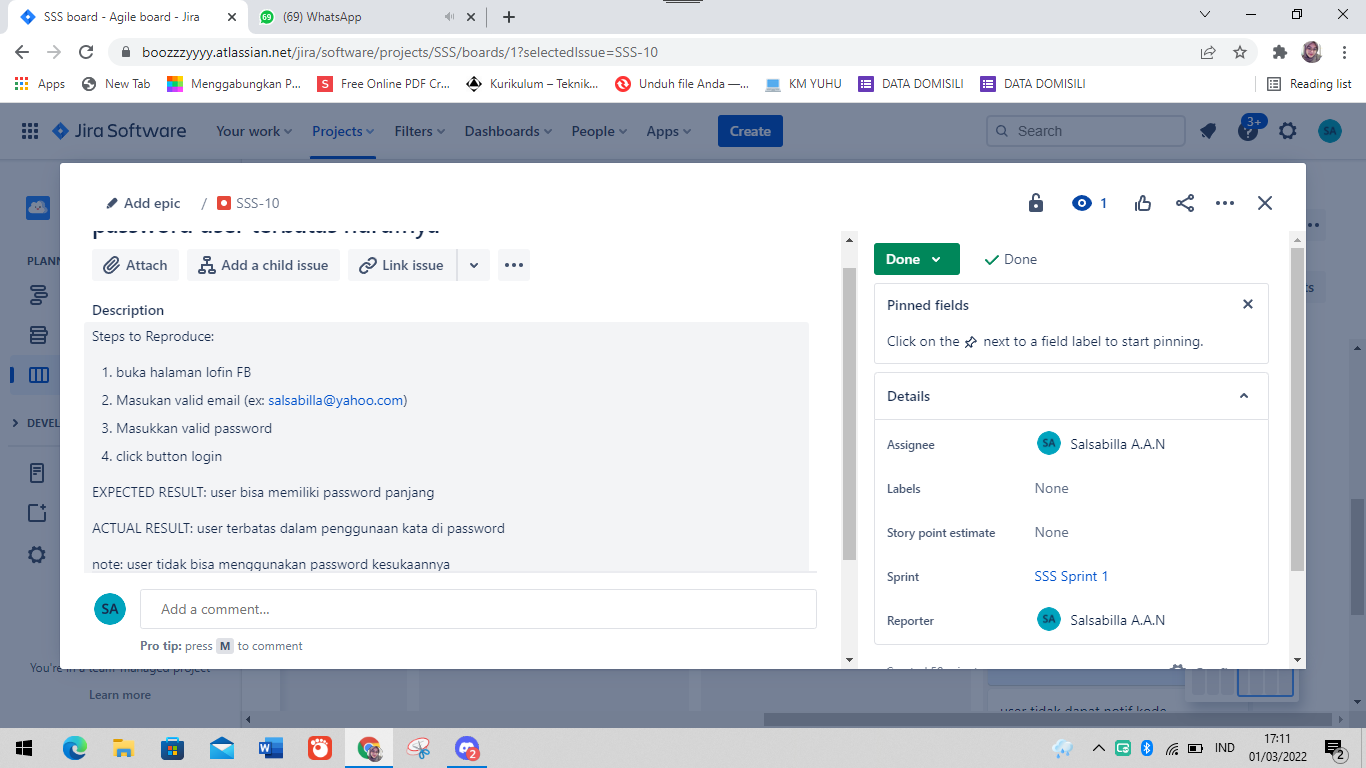 SSS board - Agile board - Jira
69
(69) WhatsApp
boozzzyyyy.atlassian.net/jira/software/projects/SSS/boards/1?selectedIssue=SSS-10
Apps
New Tab
Menggabungkan P...
S
Free Online PDF Cr...
Kurikulum – Teknik...
Unduh file Anda —...
KM YUHU
DATA DOMISILI
DATA DOMISILI
Reading list
Jira Software
Your work
Projects
Filters
Dashboards
People
Apps
Create
Search
3+
SA
PLANN
DEVEL
Add epic
/
SSS-10
1
password user terbatas hurufnya
Attach
Add a child issue
Link issue
Description
Steps to Reproduce:
1. buka halaman lofin FB
2. Masukan valid email (ex: salsabilla@yahoo.com)
3. Masukkan valid password
4. click button login
EXPECTED RESULT: user bisa memiliki password panjang
ACTUAL RESULT: user terbatas dalam penggunaan kata di password
note: user tidak bisa menggunakan password kesukaannya
SA
Add a comment...
Pro tip: press M to comment
Done
Done
Pinned fields
Click on the next to a field label to start pinning.
Details
Assignee
SA
Salsabilla A.A.N
Labels
None
Story point estimate
None
Sprint
SSS Sprint 1
Reporter
SA
Salsabilla A.A.N
You're in a team-managed project
Learn more
user tidak dapat notif kode
2
IND
17:11
01/03/2022
2